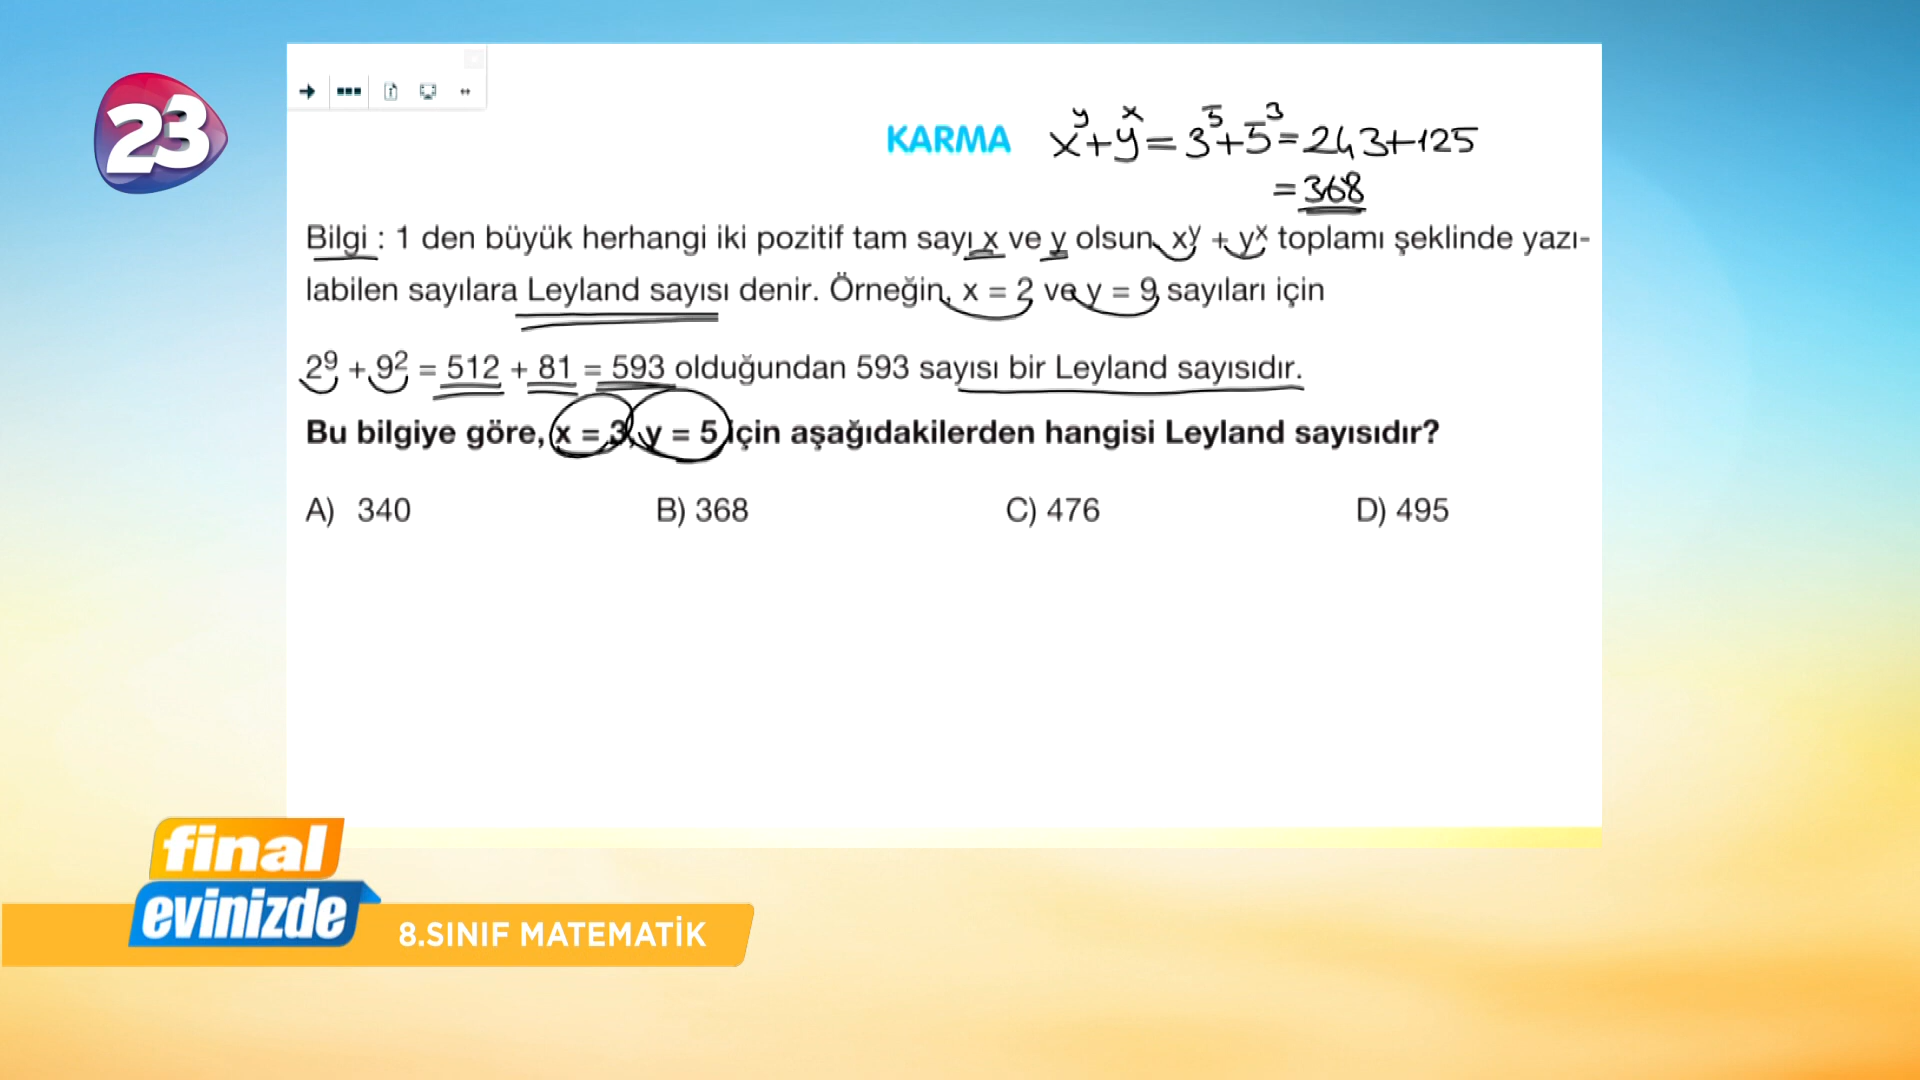 23
KARMA x^y + y^x = 3^5 + 5^3 = 243 + 125
= 368
Bilgi : 1 den büyük herhangi iki pozitif tam sayı x ve y olsun. x^y + y^x toplamı şeklinde yazı-
labilen sayılara Leyland sayısı denir. Örneğin, x = 2 ve y = 9 sayıları için
2^9 + 9^2 = 512 + 81 = 593 olduğundan 593 sayısı bir Leyland sayısıdır.
Bu bilgiye göre, x = 3, y = 5 için aşağıdakilerden hangisi Leyland sayısıdır?
A) 340 B) 368 C) 476 D) 495
final
evinizde
8.SINIF MATEMATİK